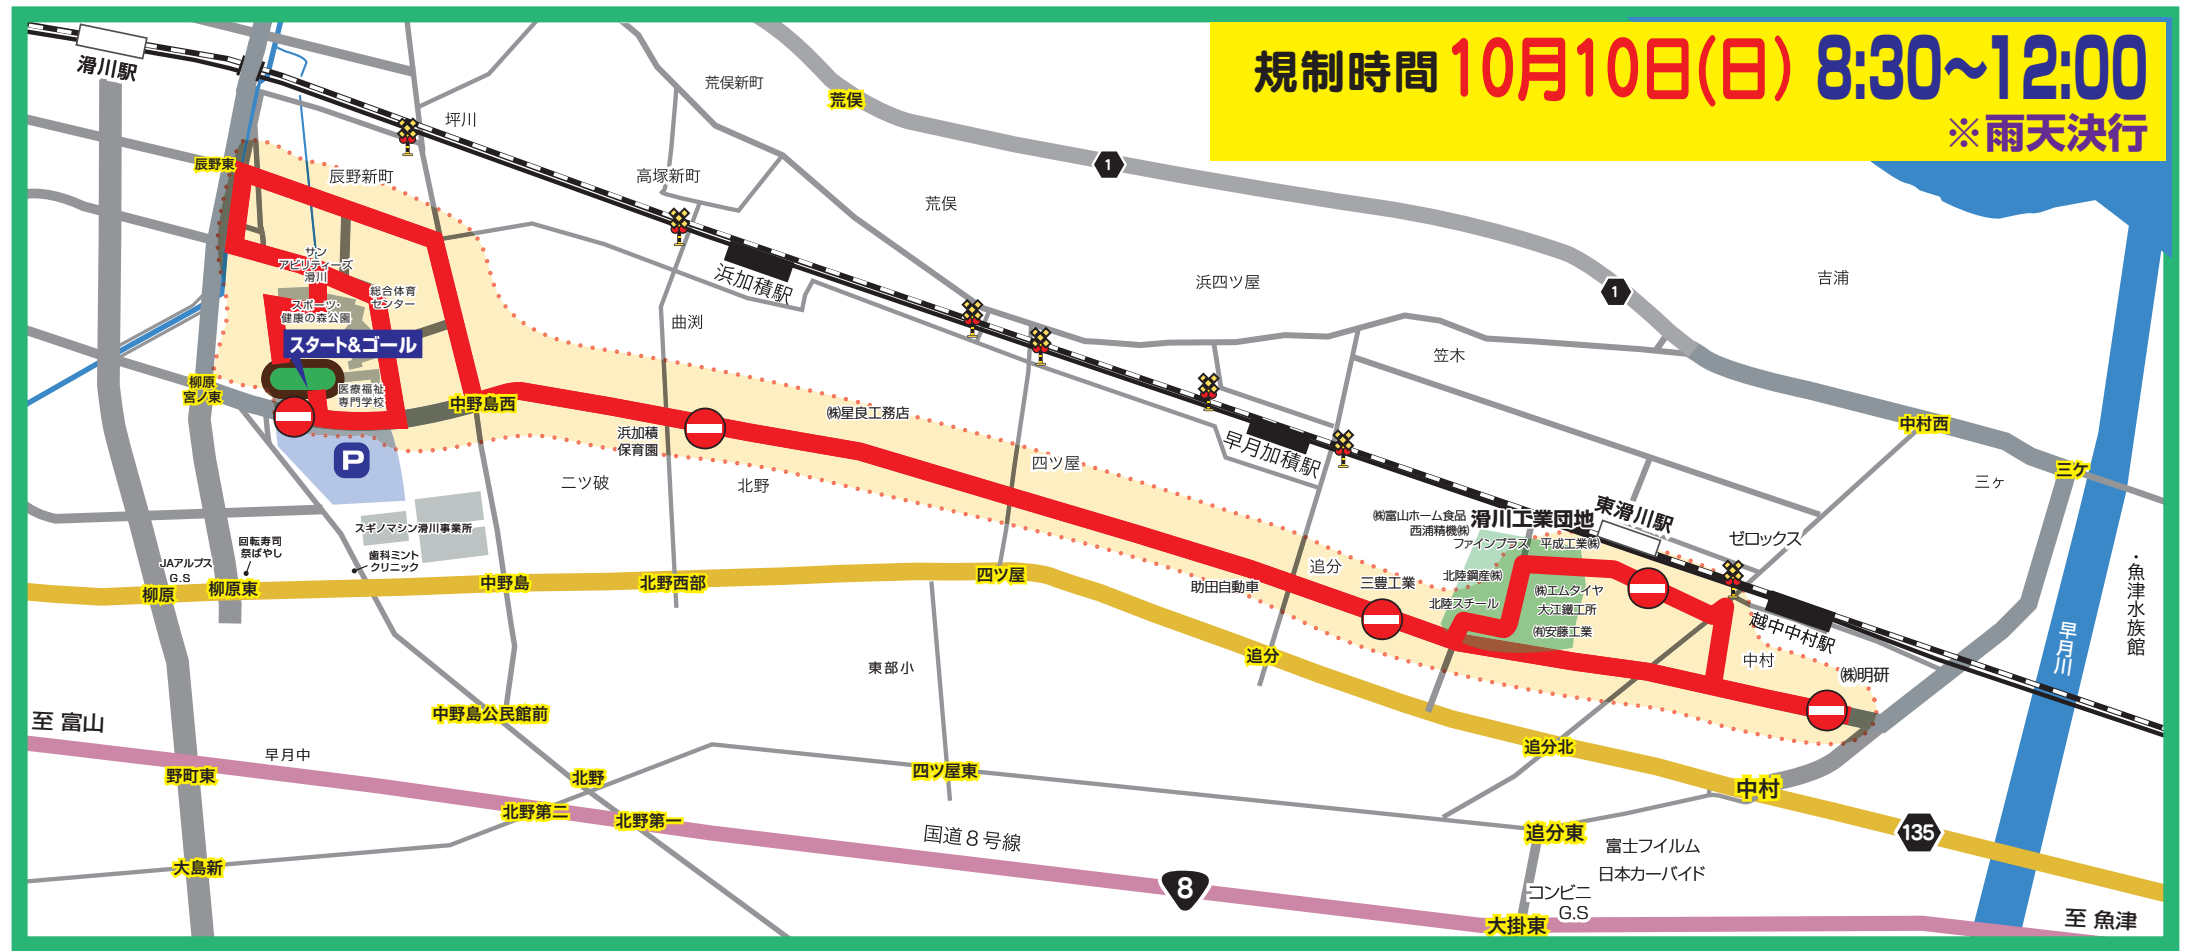 規制時間 10月10日(日) 8:30〜12:00
※雨天決行
滑川駅
坪川
荒俣新町
荒俣
辰野東
辰野新町
高塚新町
荒俣
1
浜加積駅
浜四ツ屋
1
吉浦
サン
アビリティーズ
滑川
スポーツ・
健康の森公園
総合体育
センター
曲渕
スタート&ゴール
笠木
柳原
宮ノ東
医療福祉
専門学校
中野島西
浜加積
保育園
㈱星良工務店
早月加積駅
中村西
P
二ツ破
北野
四ツ屋
三ケ
三ヶ
スギノマシン滑川事業所
㈱富山ホーム食品
西浦精機㈱
滑川工業団地
東滑川駅
ファインプラス
平成工業㈱
ゼロックス
回転寿司
祭ばやし
歯科ミント
クリニック
JAアルプス
G.S
柳原
柳原東
中野島
北野西部
四ツ屋
追分
助田自動車
三豊工業
北陸鋼産㈱
北陸スチール
㈱エムタイヤ
大江鐵工所
㈲安藤工業
越中中村駅
中村
㈱明研
早月川
・魚津水族館
追分
東部小
至 富山
早月中
中野島公民館前
野町東
北野
四ツ屋東
追分北
中村
北野第二
北野第一
国道8号線
追分東
135
大島新
富士フイルム
日本カーバイド
8
コンビニ
G.S
大掛東
至 魚津